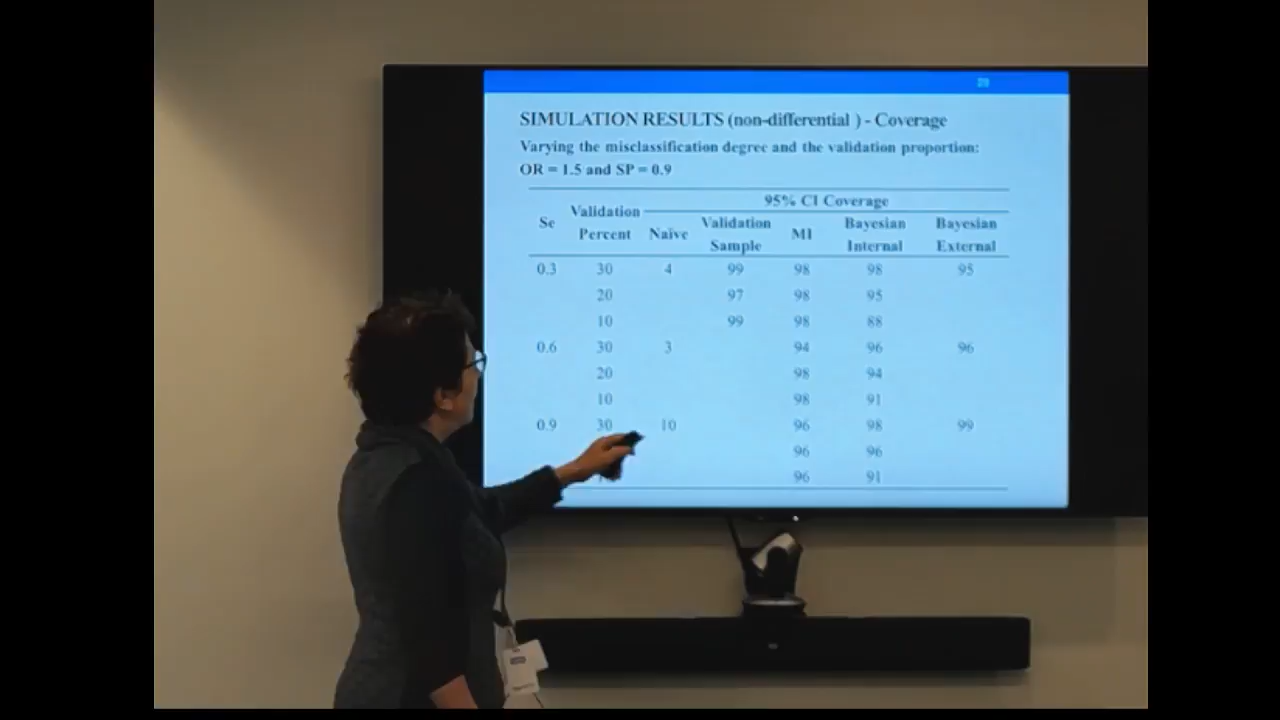 28
SIMULATION RESULTS (non-differential ) - Coverage
Varying the misclassification degree and the validation proportion:
OR = 1.5 and SP = 0.9
95% CI Coverage
Se Validation Percent Naïve Validation Sample MI Bayesian Internal Bayesian External
0.3 30 4 99 98 98 95
20 97 98 95
10 99 98 88
0.6 30 3 94 96 96
20 98 94
10 98 91
0.9 30 10 96 98 99
96 96
96 91